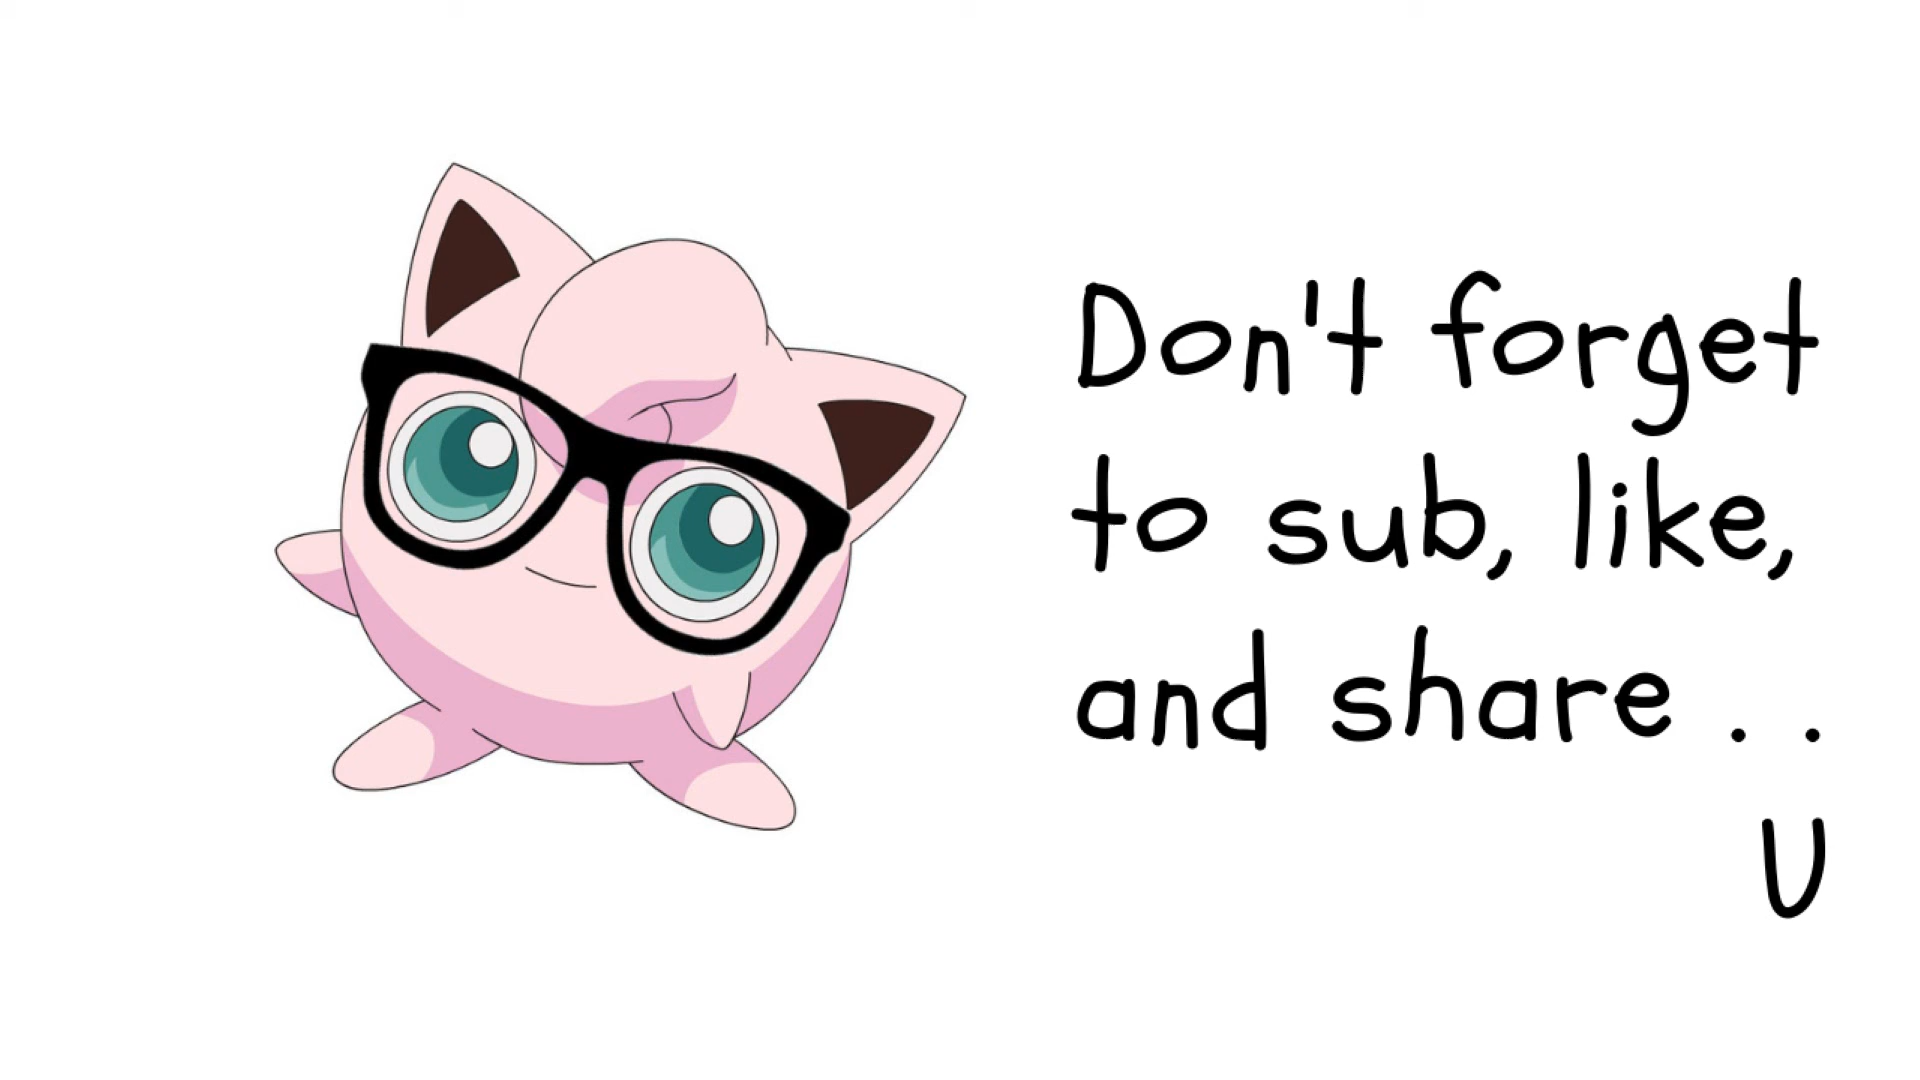 Don't forget
to sub, like,
and share . .
U